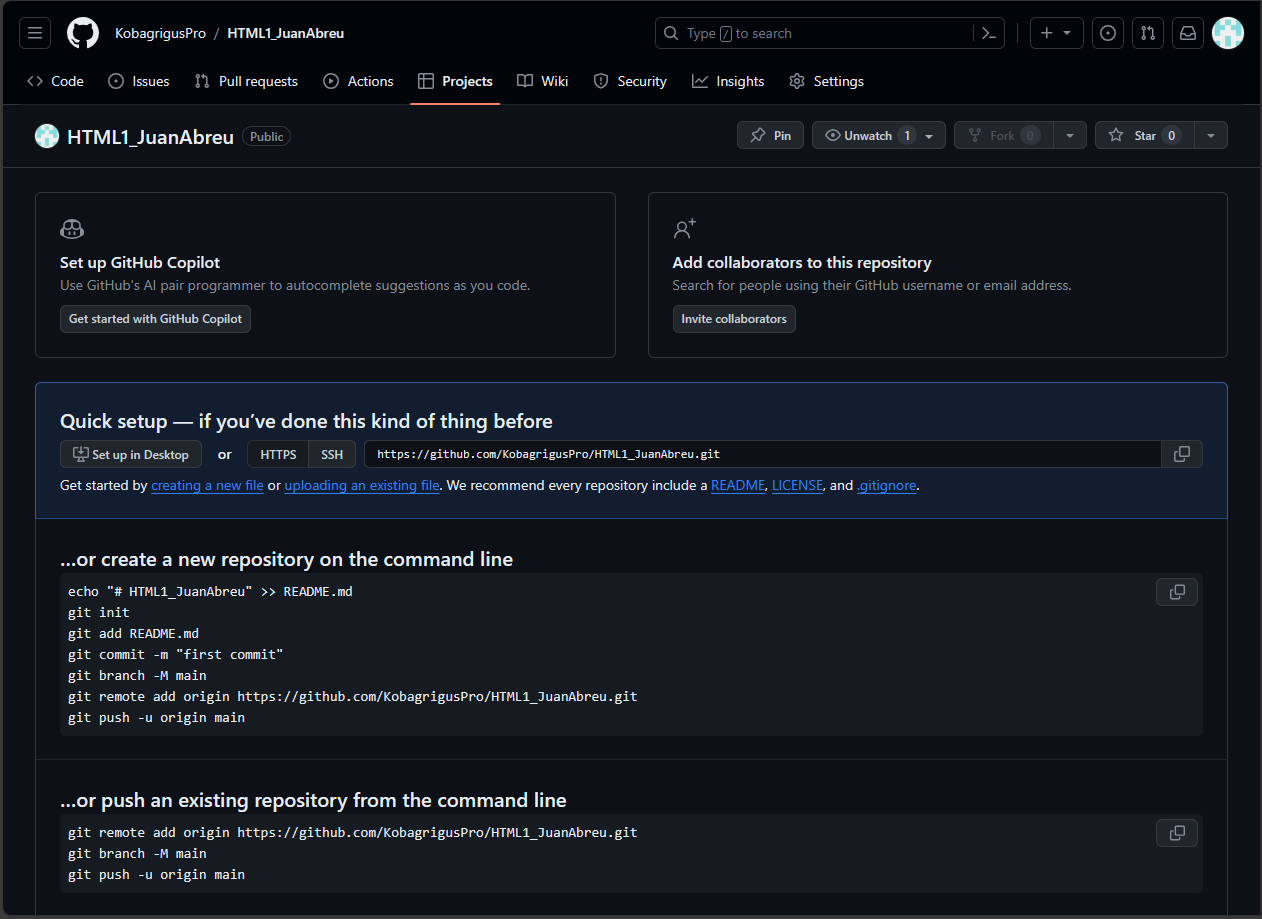 KobagrigusPro / HTML1_JuanAbreu
Type / to search
Code Issues Pull requests Actions Projects Wiki Security Insights Settings
HTML1_JuanAbreu Public
Pin Unwatch 1 Fork 0 Star 0
Set up GitHub Copilot
Use GitHub's AI pair programmer to autocomplete suggestions as you code.
Get started with GitHub Copilot
Add collaborators to this repository
Search for people using their GitHub username or email address.
Invite collaborators
Quick setup — if you’ve done this kind of thing before
Set up in Desktop or HTTPS SSH https://github.com/KobagrigusPro/HTML1_JuanAbreu.git
Get started by creating a new file or uploading an existing file. We recommend every repository include a README, LICENSE, and .gitignore.
…or create a new repository on the command line
echo "# HTML1_JuanAbreu" >> README.md
git init
git add README.md
git commit -m "first commit"
git branch -M main
git remote add origin https://github.com/KobagrigusPro/HTML1_JuanAbreu.git
git push -u origin main
…or push an existing repository from the command line
git remote add origin https://github.com/KobagrigusPro/HTML1_JuanAbreu.git
git branch -M main
git push -u origin main